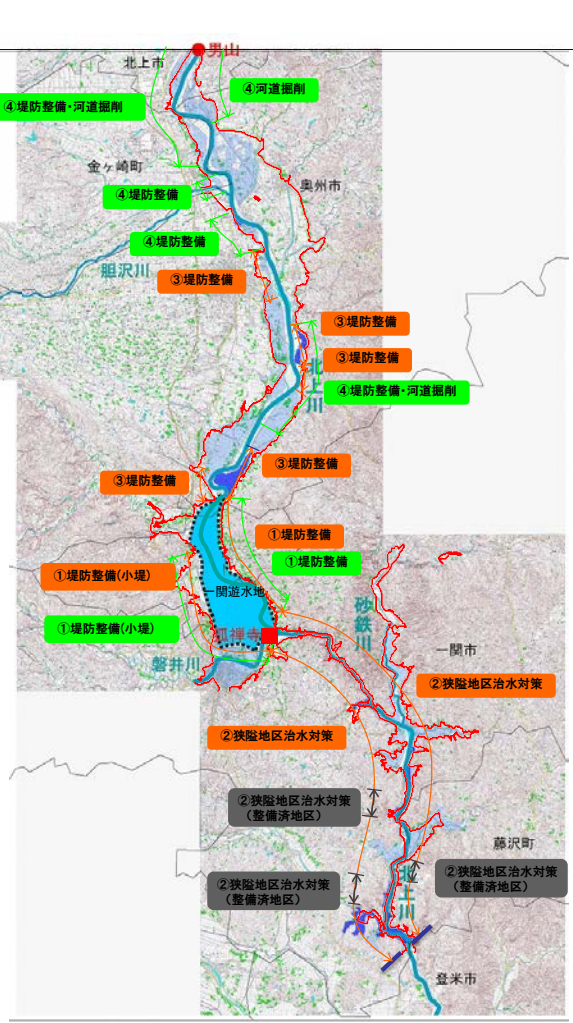 男山
北上市
④河道掘削
④堤防整備・河道掘削
金ヶ崎町
奥州市
④堤防整備
④堤防整備
胆沢川
③堤防整備
③堤防整備
③堤防整備
北上川
④堤防整備・河道掘削
③堤防整備
③堤防整備
①堤防整備
①堤防整備
①堤防整備(小堤)
一関遊水地
砂鉄川
①堤防整備(小堤)
狐禅寺
一関市
磐井川
②狭隘地区治水対策
②狭隘地区治水対策
②狭隘地区治水対策
（整備済地区）
藤沢町
②狭隘地区治水対策
（整備済地区）
②狭隘地区治水対策
（整備済地区）
北上川
登米市